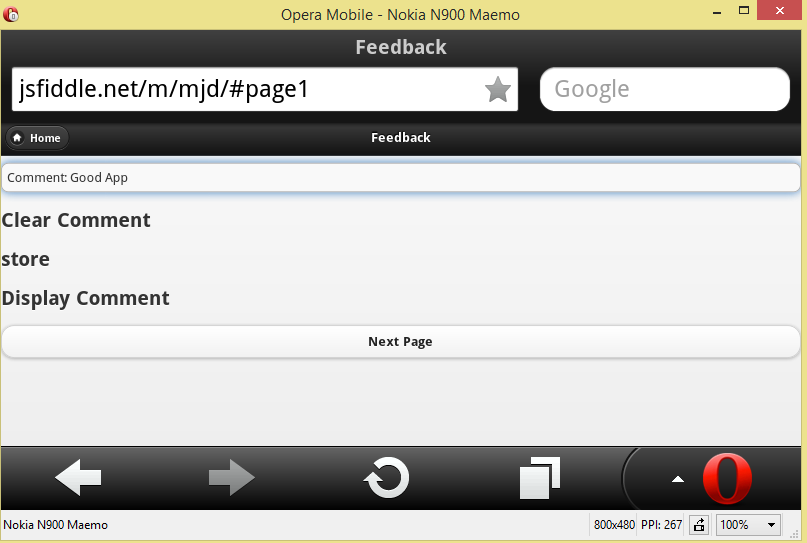 Opera Mobile - Nokia N900 Maemo
Feedback
jsfiddle.net/m/mjd/#page1
Google
Home
Feedback
Comment: Good App
Clear Comment
store
Display Comment
Next Page
Nokia N900 Maemo
800x480
PPI: 267
100%